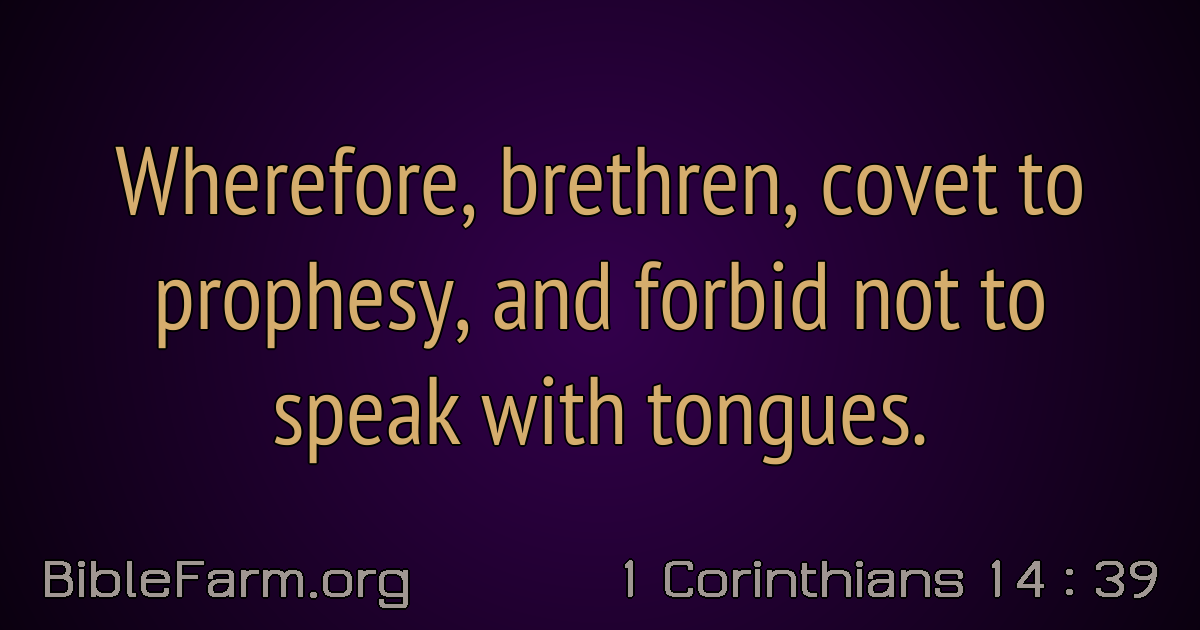 Wherefore, brethren, covet to
prophesy, and forbid not to
speak with tongues.
BibleFarm.org
1 Corinthians 14 : 39